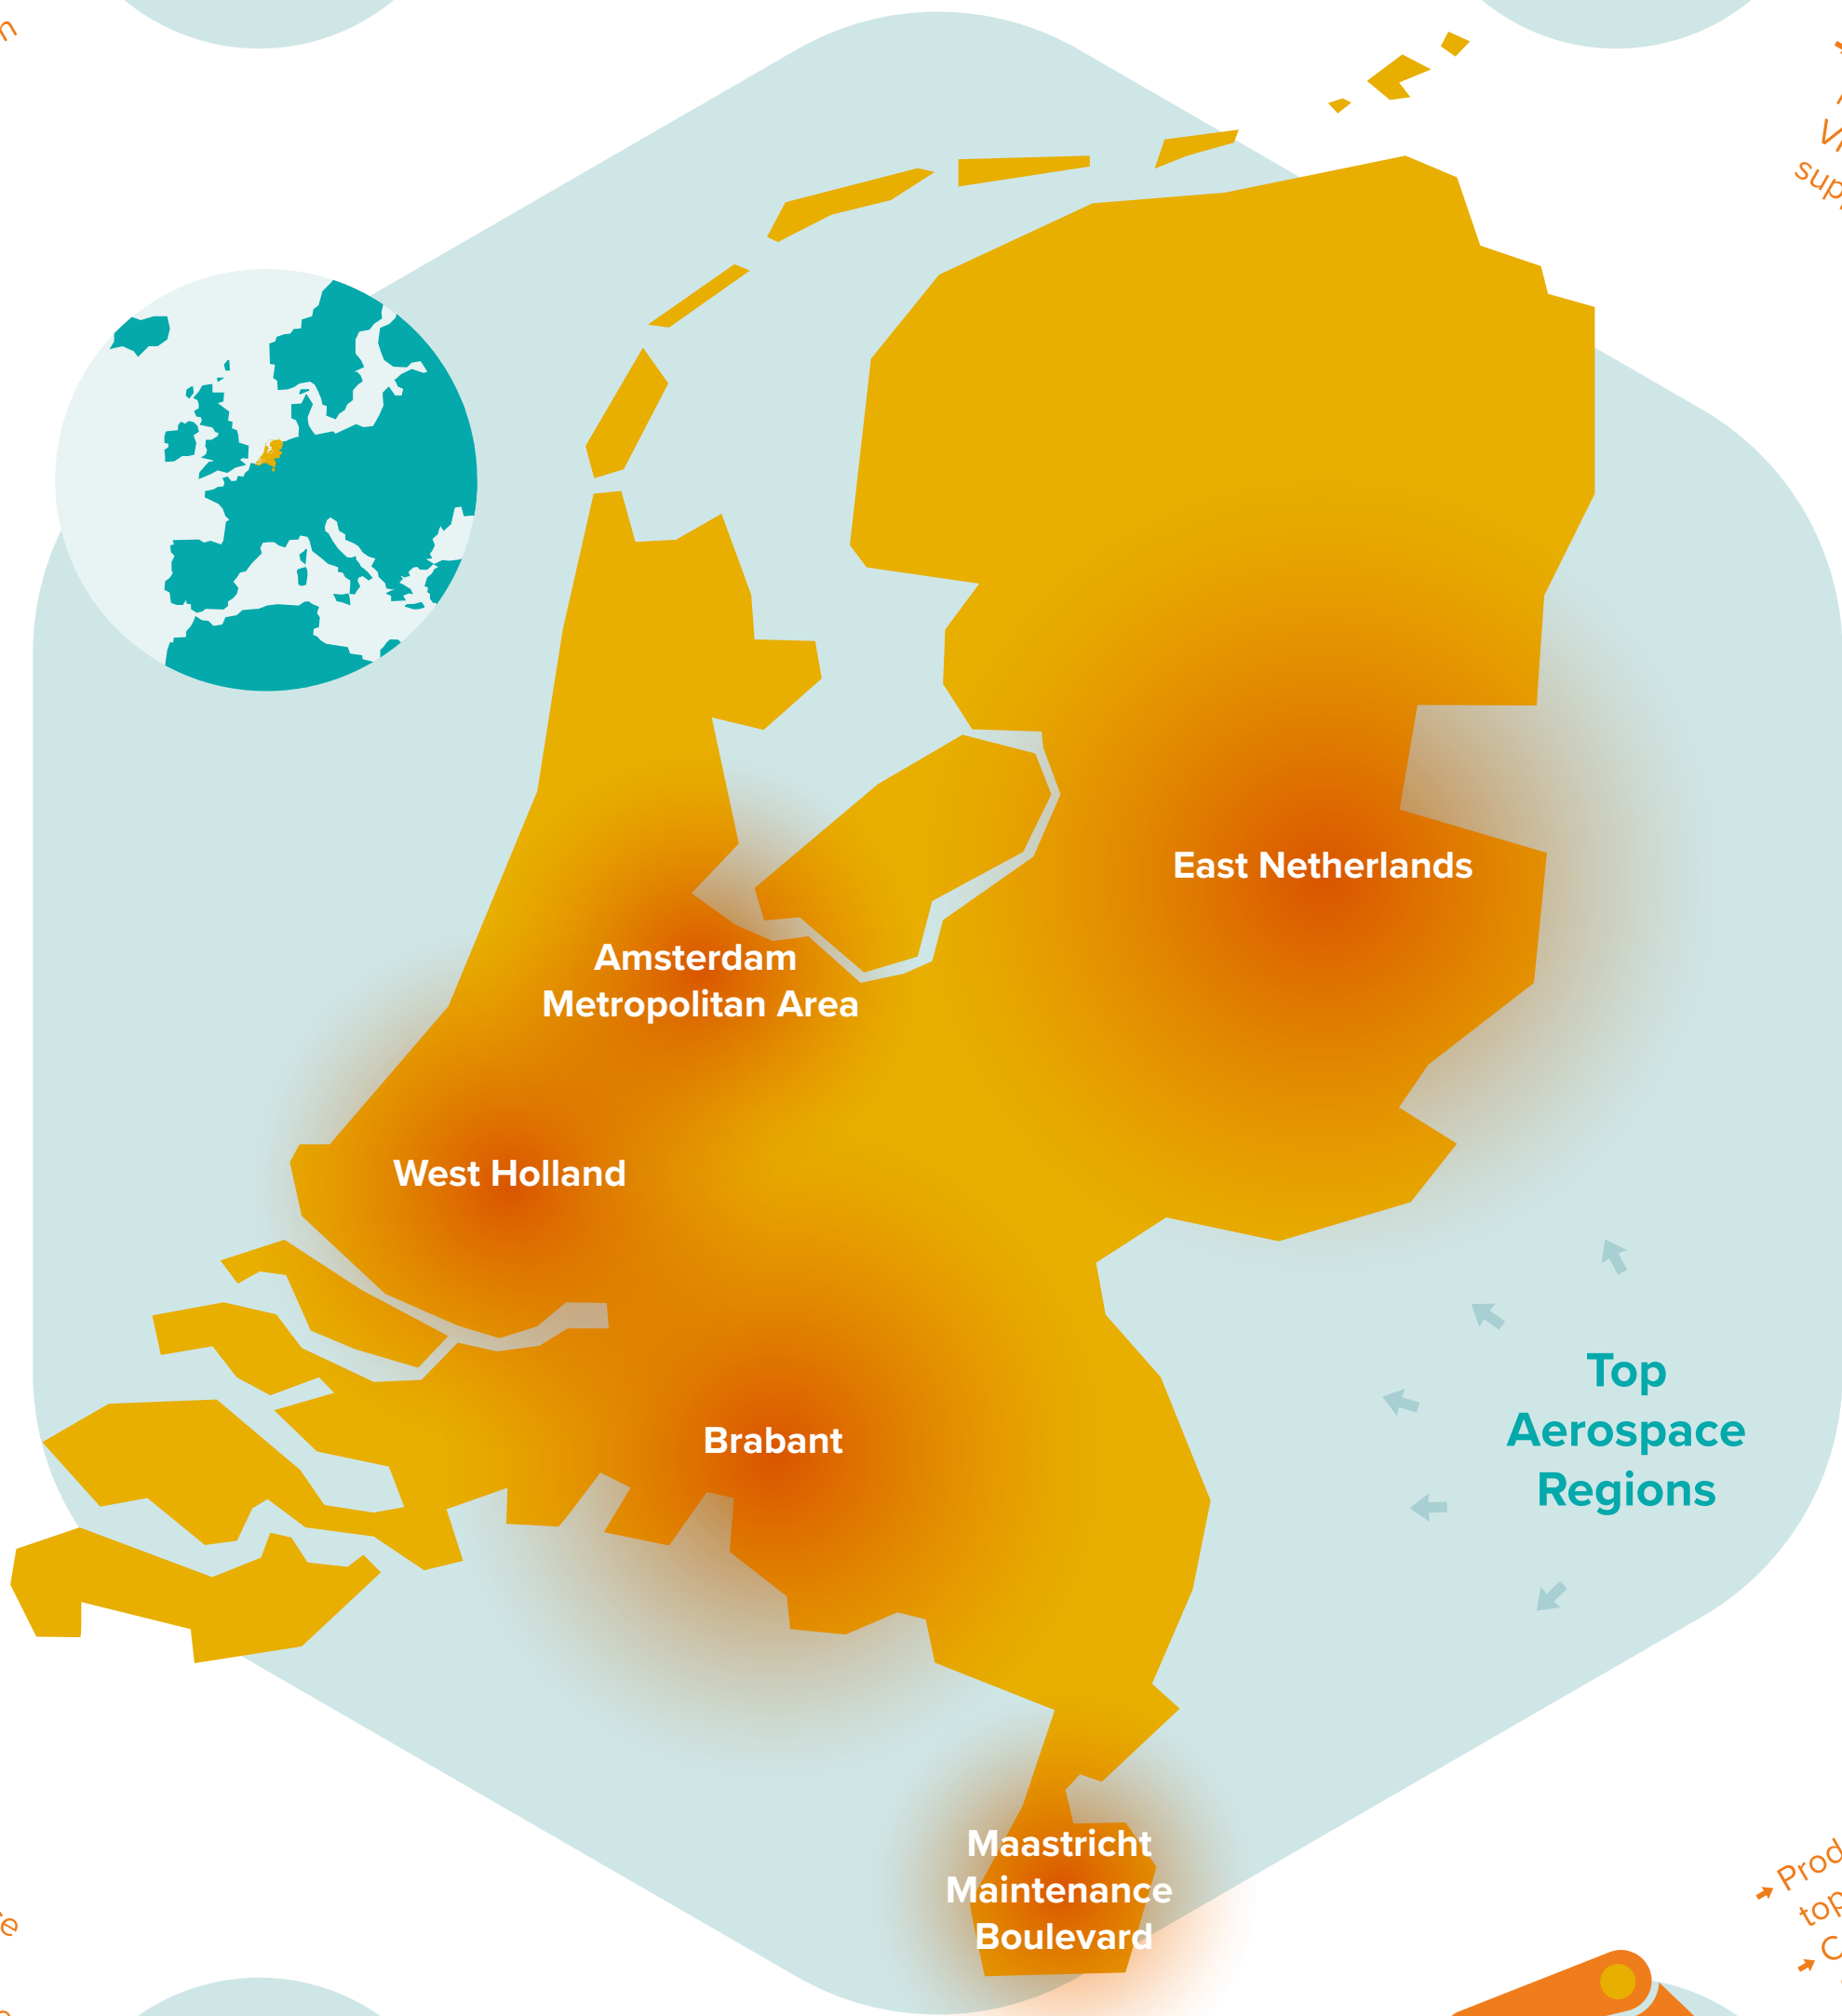 East Netherlands
Amsterdam
Metropolitan Area
West Holland
Brabant
Top
Aerospace
Regions
Maastricht
Maintenance
Boulevard